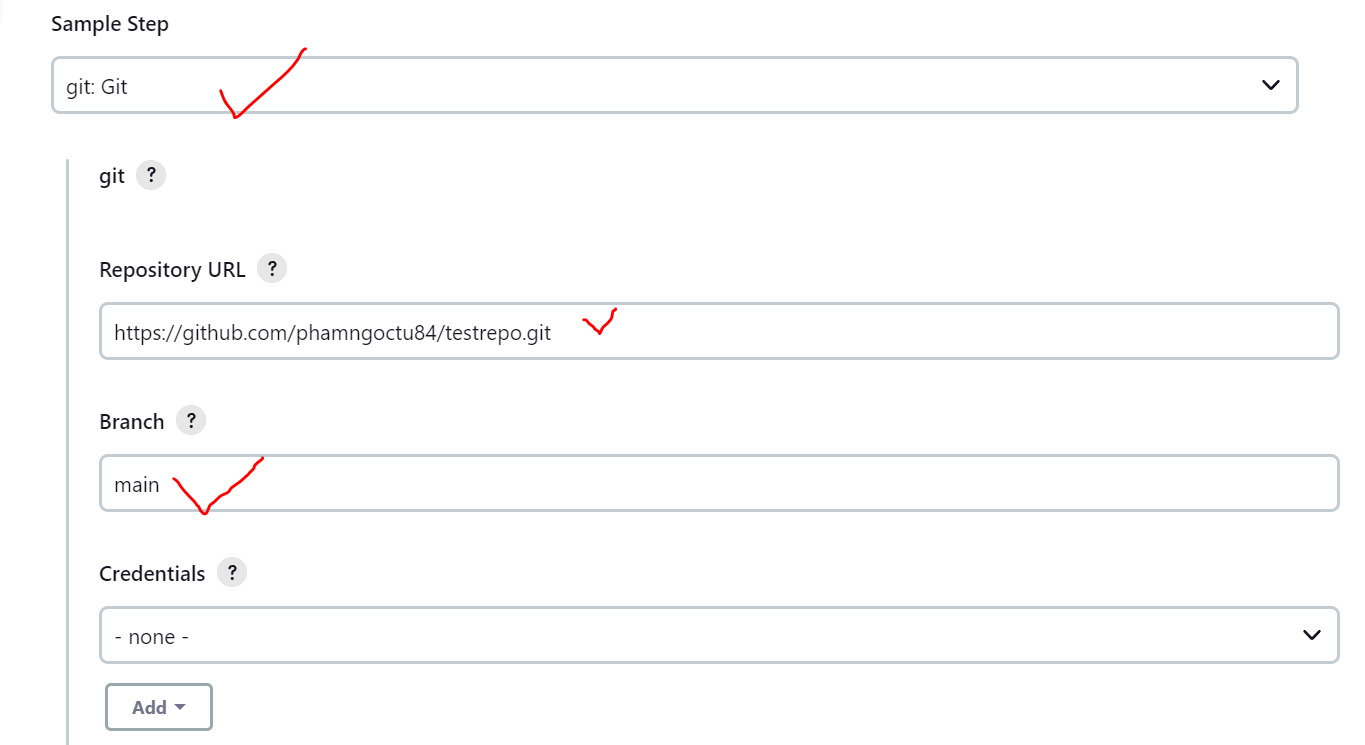 Sample Step
git: Git
git ?
Repository URL ?
https://github.com/phamngoctu84/testrepo.git
Branch ?
main
Credentials ?
- none -
Add